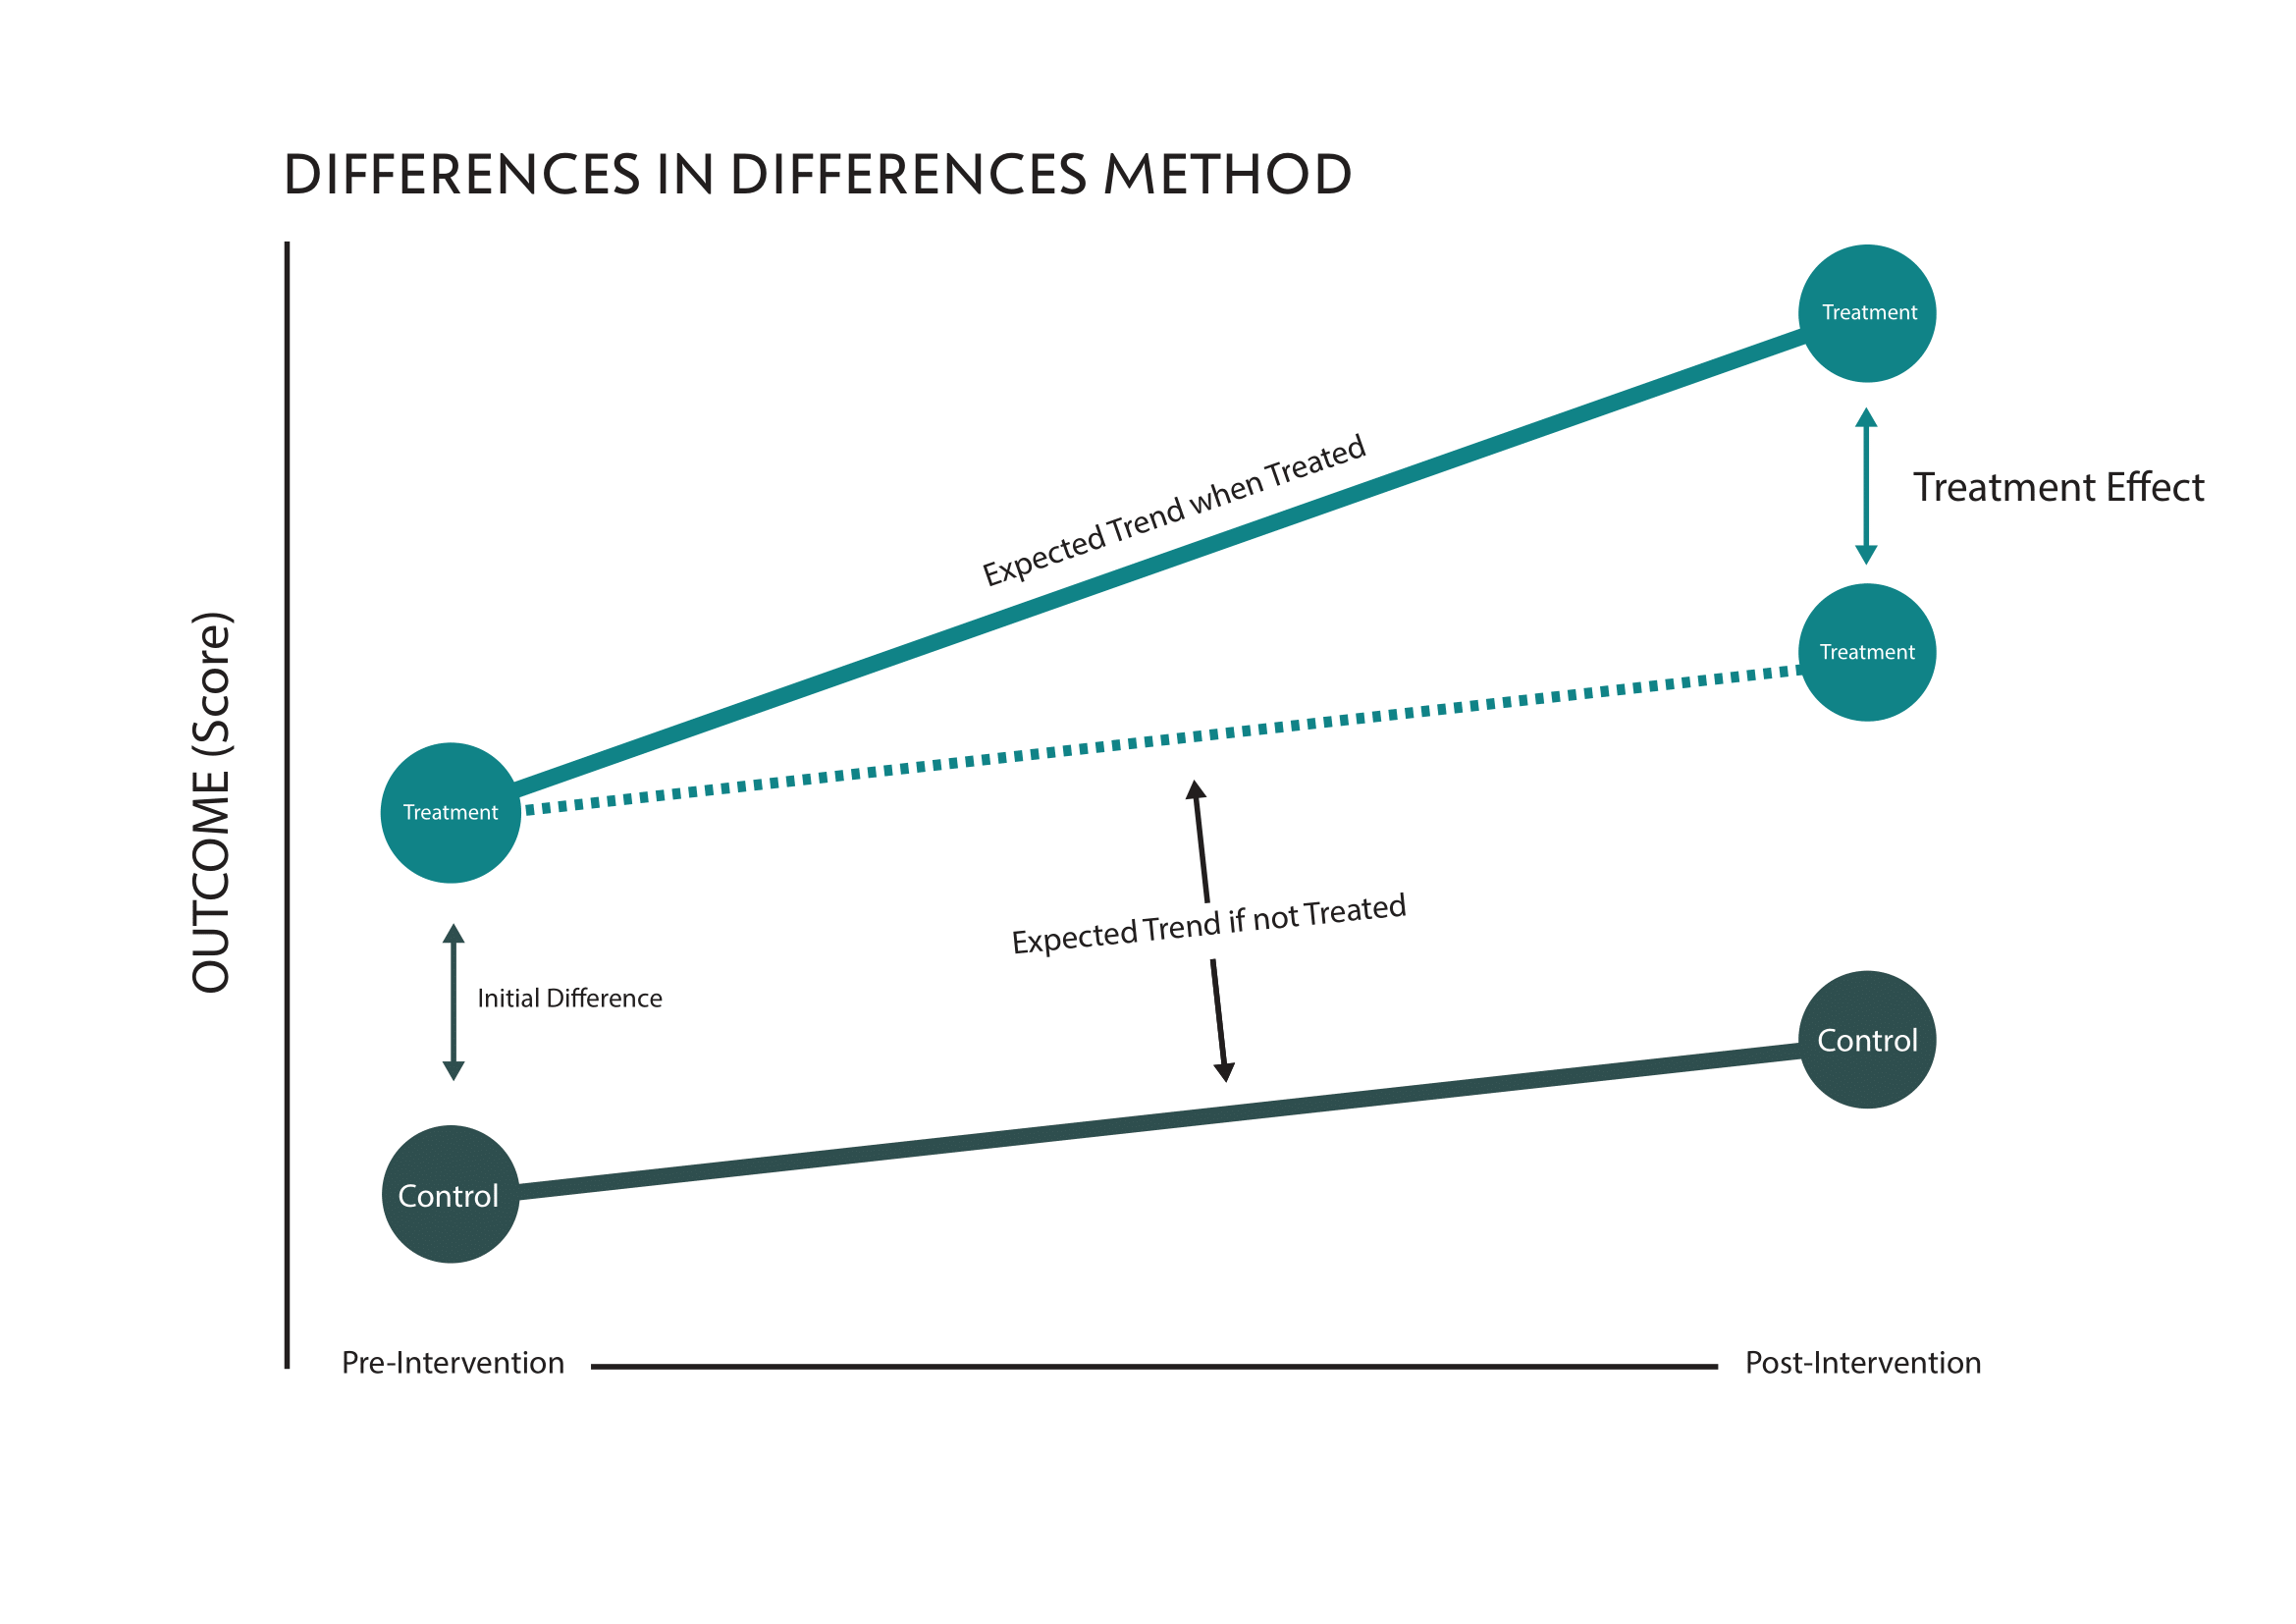 DIFFERENCES IN DIFFERENCES METHOD
Treatment
Expected Trend when Treated
Treatment Effect
Treatment
OUTCOME (Score)
Treatment
Expected Trend if not Treated
Initial Difference
Control
Control
Pre-Intervention
Post-Intervention